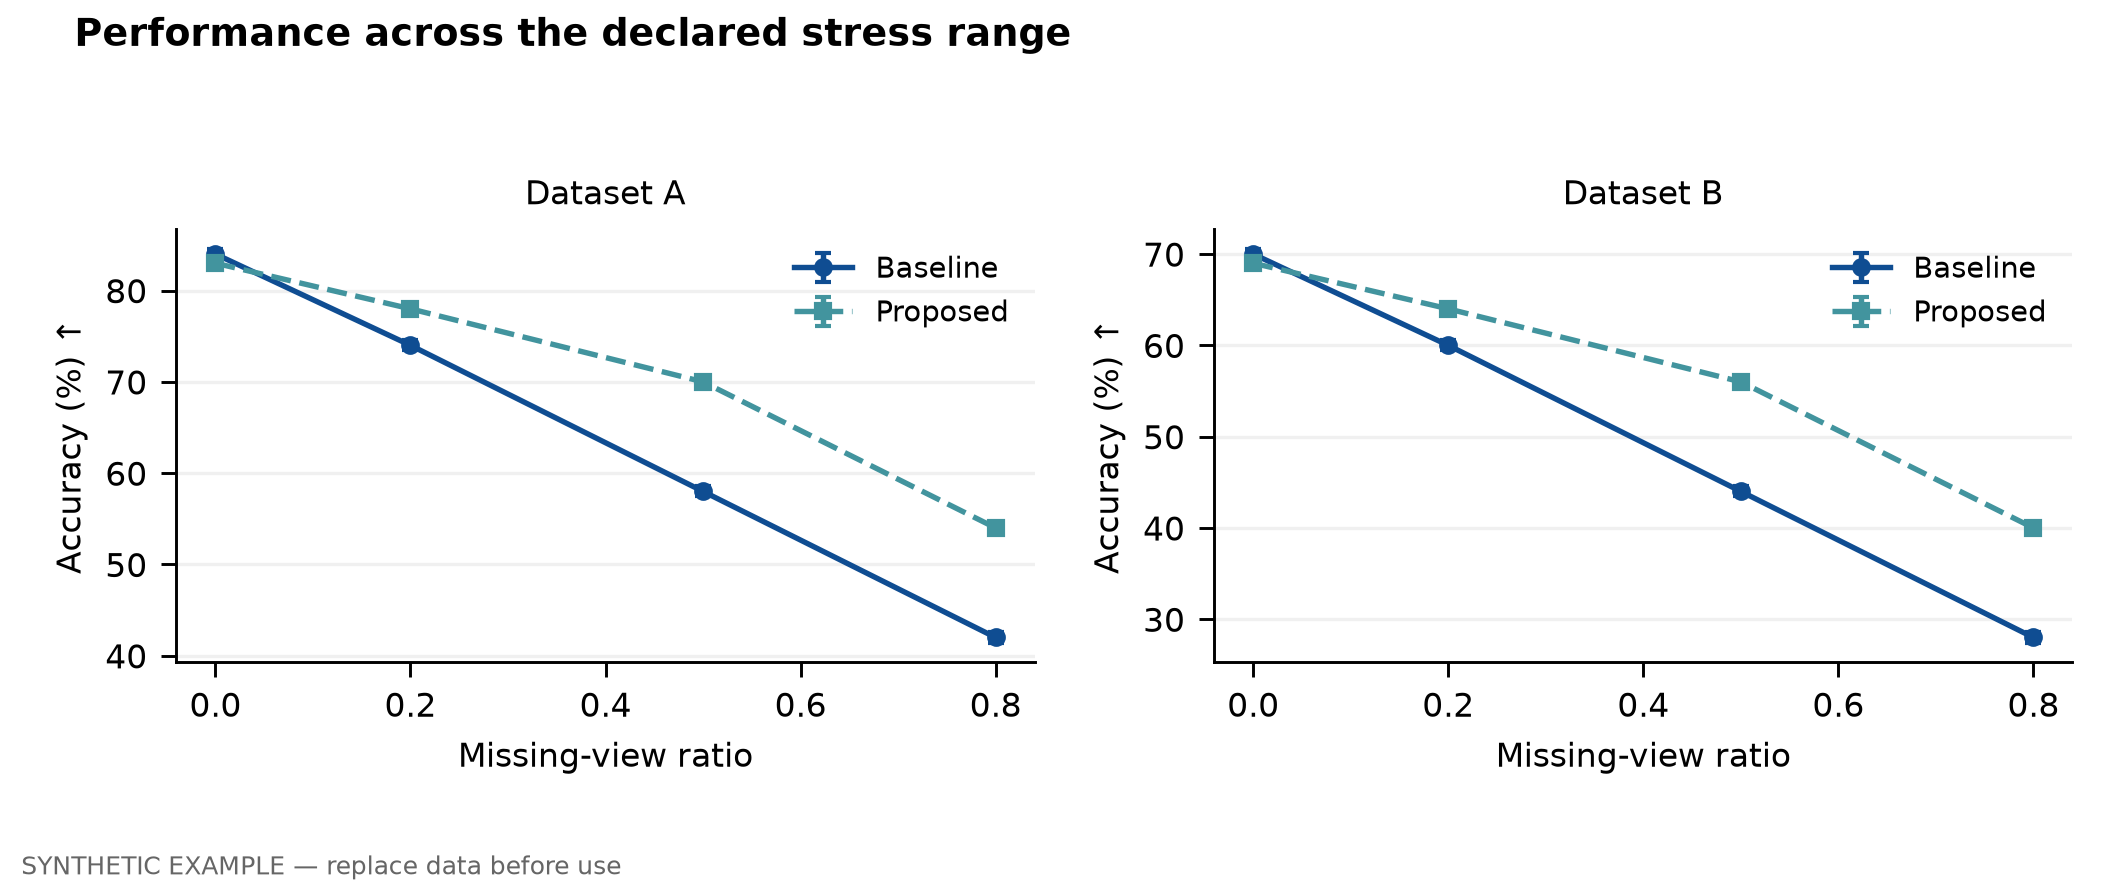 Performance across the declared stress range
Dataset A
Baseline
Proposed
Accuracy (%) ↑
80
70
60
50
40
0.0 0.2 0.4 0.6 0.8
Missing-view ratio
Dataset B
Baseline
Proposed
Accuracy (%) ↑
70
60
50
40
30
0.0 0.2 0.4 0.6 0.8
Missing-view ratio
SYNTHETIC EXAMPLE — replace data before use